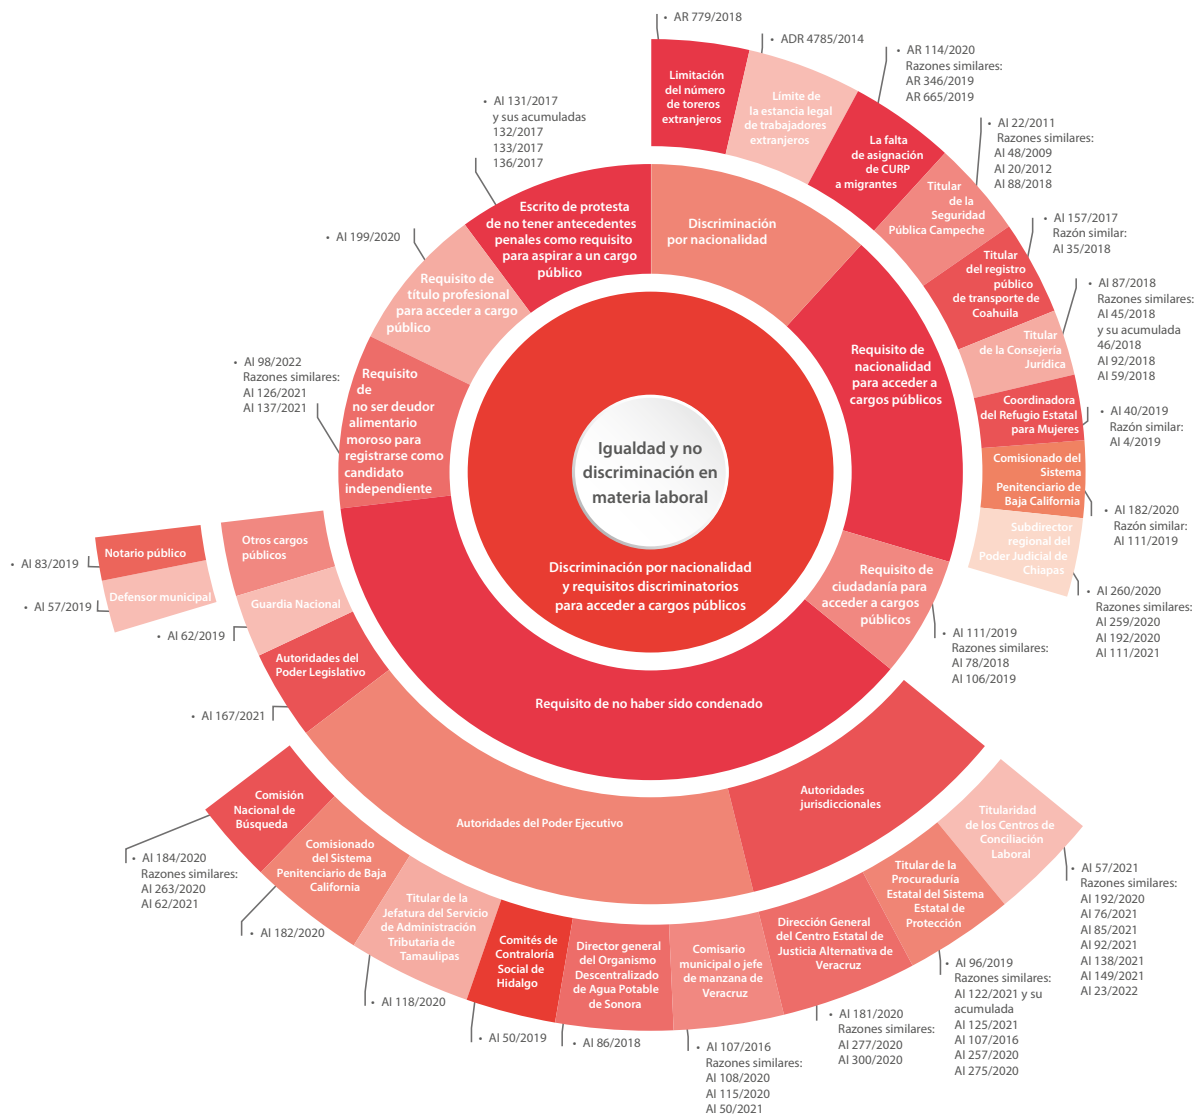 • AR 779/2018
• ADR 4785/2014
• AR 114/2020
Razones similares:
AR 346/2019
AR 665/2019
• AI 22/2011
Razones similares:
AI 48/2009
AI 20/2012
AI 88/2018
• AI 157/2017
Razón similar:
AI 35/2018
• AI 87/2018
Razones similares:
AI 45/2018
y su acumulada
46/2018
AI 92/2018
AI 59/2018
• AI 40/2019
Razón similar:
AI 4/2019
• AI 182/2020
Razón similar:
AI 111/2019
• AI 260/2020
Razones similares:
AI 259/2020
AI 192/2020
AI 111/2021
Limitación
del número
de toreros
extranjeros
Límite de
la estancia legal
de trabajadores
extranjeros
La falta
de asignación
de CURP
a migrantes
Titular
de la
Seguridad
Pública Campeche
Titular
del registro
público
de transporte de
Coahuila
Titular
de la Consejería
Jurídica
Coordinadora
del Refugio Estatal
para Mujeres
Comisionado del
Sistema
Penitenciario de
Baja California
Subdirector
regional del
Poder Judicial de
Chiapas
• AI 131/2017
y sus acumuladas
132/2017
133/2017
136/2017
• AI 199/2020
• AI 98/2022
Razones similares:
AI 126/2021
AI 137/2021
Escrito de protesta
de no tener antecedentes
penales como requisito
para aspirar a un cargo
público
Discriminación
por nacionalidad
Requisito de
título profesional
para acceder a cargo
público
Requisito
de
no ser deudor
alimentario
moroso para
registrarse como
candidato
independiente
Requisito de
nacionalidad
para acceder a
cargos públicos
Requisito de
ciudadanía para
acceder a cargos
públicos
• AI 111/2019
Razones similares:
AI 78/2018
AI 106/2019
Igualdad y no
discriminación en
materia laboral
Discriminación por nacionalidad
y requisitos discriminatorios
para acceder a cargos públicos
Requisito de no haber sido condenado
Notario público
• AI 83/2019
Defensor municipal
• AI 57/2019
Otros cargos
públicos
Guardia Nacional
• AI 62/2019
Autoridades del
Poder Legislativo
• AI 167/2021
Autoridades del Poder Ejecutivo
Autoridades
jurisdiccionales
Comisión
Nacional de
Búsqueda
• AI 184/2020
Razones similares:
AI 263/2020
AI 62/2021
Comisionado
del Sistema
Penitenciario de Baja
California
• AI 182/2020
Titular de la
Jefatura del Servicio
de Administración
Tributaria de
Tamaulipas
• AI 118/2020
Comités de
Contraloría
Social de
Hidalgo
• AI 50/2019
Director general
del Organismo
Descentralizado
de Agua Potable
de Sonora
• AI 86/2018
Comisario
municipal o jefe
de manzana de
Veracruz
• AI 107/2016
Razones similares:
AI 108/2020
AI 115/2020
AI 50/2021
Dirección General
del Centro Estatal de
Justicia Alternativa de
Veracruz
• AI 181/2020
Razones similares:
AI 277/2020
AI 300/2020
Titular de la
Procuraduría
Estatal del Sistema
Estatal de
Protección
• AI 96/2019
Razones similares:
AI 122/2021 y su
acumulada
AI 125/2021
AI 107/2016
AI 257/2020
AI 275/2020
Titularidad
de los Centros de
Conciliación
Laboral
• AI 57/2021
Razones similares:
AI 192/2020
AI 76/2021
AI 85/2021
AI 92/2021
AI 138/2021
AI 149/2021
AI 23/2022